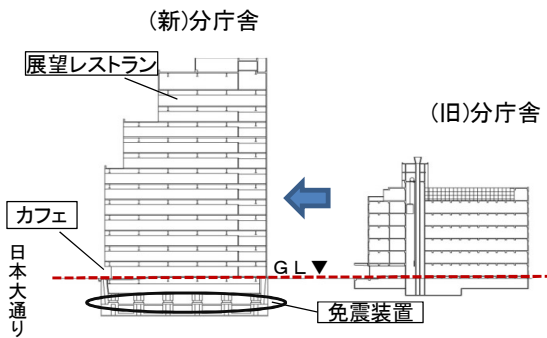 (新)分庁舎
展望レストラン
(旧)分庁舎
カフェ
日本大通り
GL▼
免震装置